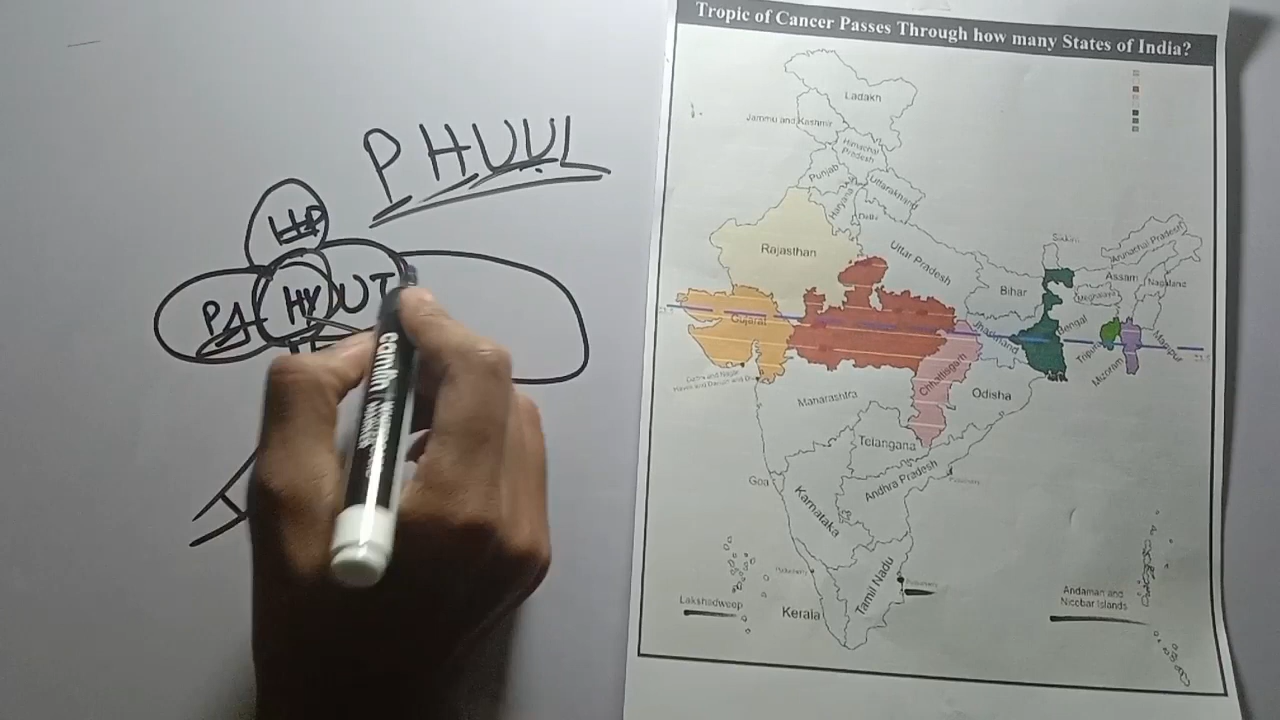 Tropic of Cancer Passes Through how many States of India?
PHUUL
HP
HY
UT
Ladakh
Jammu and Kashmir
Himachal
Pradesh
Punjab
Uttarakhand
Haryana
Delhi
Rajasthan
Uttar Pradesh
Sikkim
Arunachal Pradesh
Assam
Nagaland
Bihar
Meghalaya
Gujarat
Jharkhand
Bengal
Tripura
Mizoram
Manipur
Chhattisgarh
Maharashtra
Odisha
Telangana
Andhra Pradesh
Goa
Karnataka
Tamil Nadu
Kerala
Lakshadweep
Andaman and
Nicobar Islands
camlin